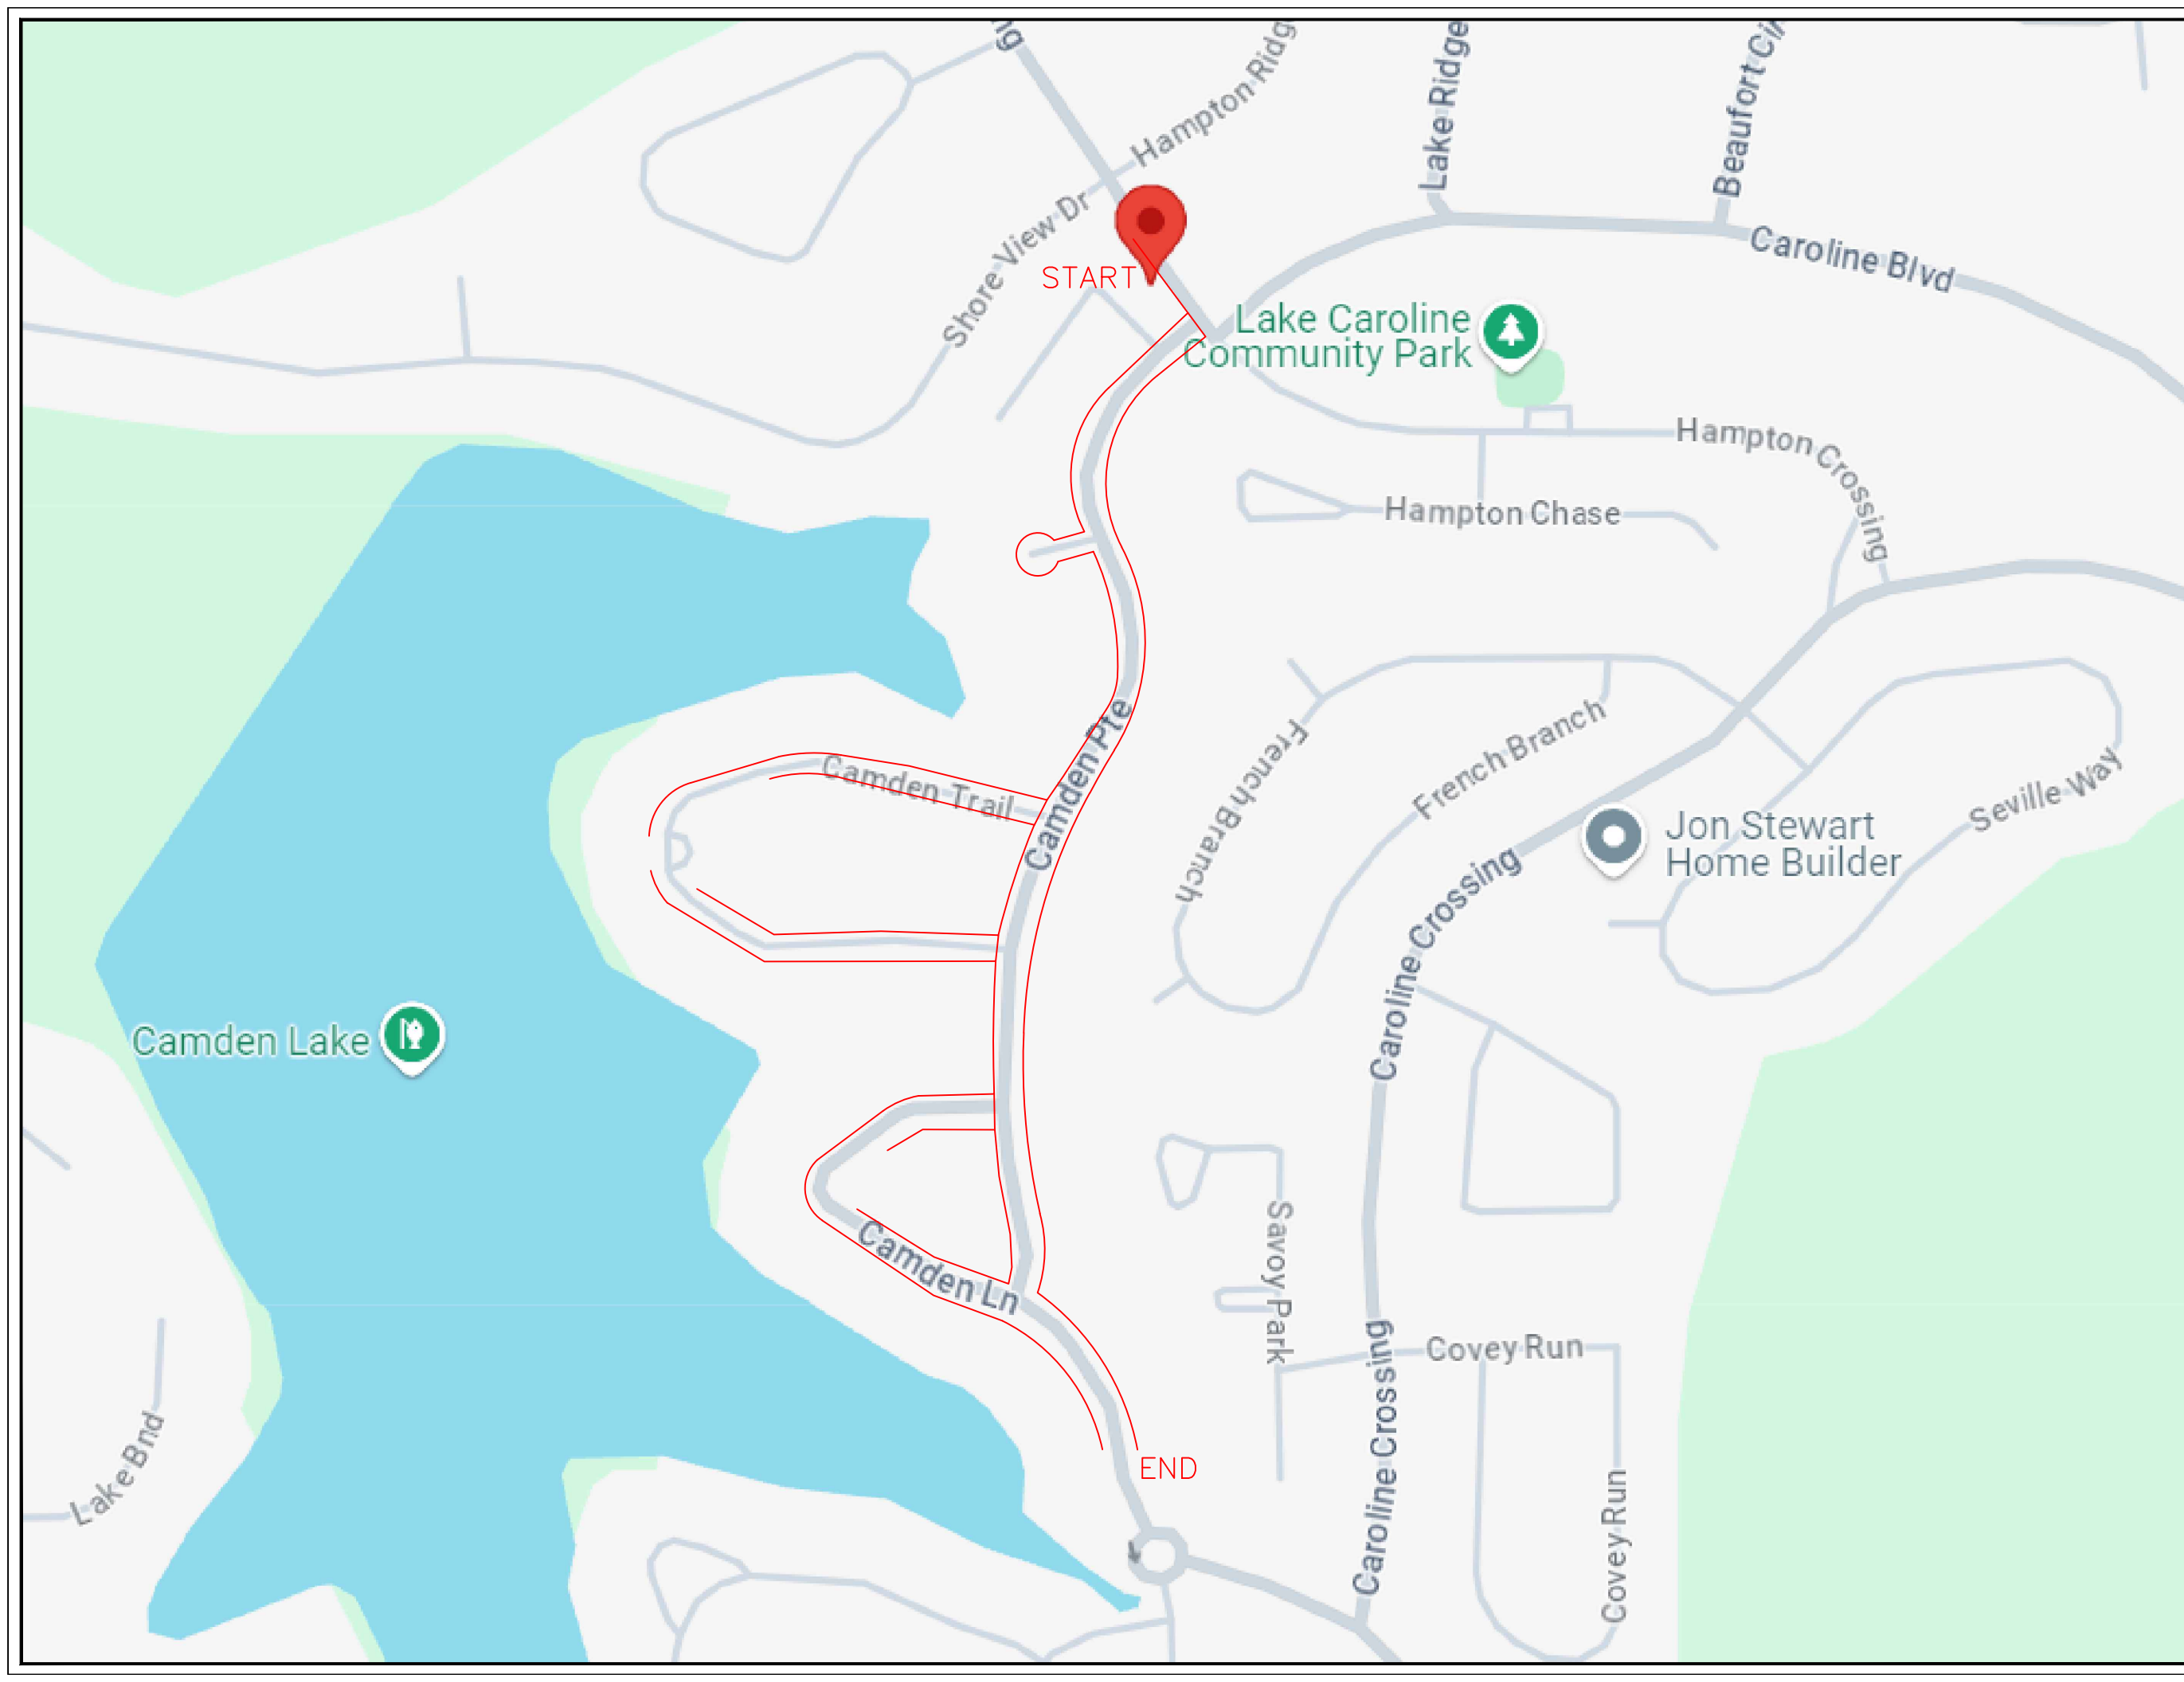 ng
Hampton Ridg
Lake Ridge
Beaufort Cir
Shore View Dr
Caroline Blvd
START
Lake Caroline
Community Park
Hampton Crossing
Hampton Chase
French Branch
French Branch
Camden Pte
Camden Trail
Seville Way
Jon Stewart
Home Builder
Caroline Crossing
Camden Lake
Camden Ln
Savoy Park
Covey Run
Caroline Crossing
Lake Bnd
END
Covey Run